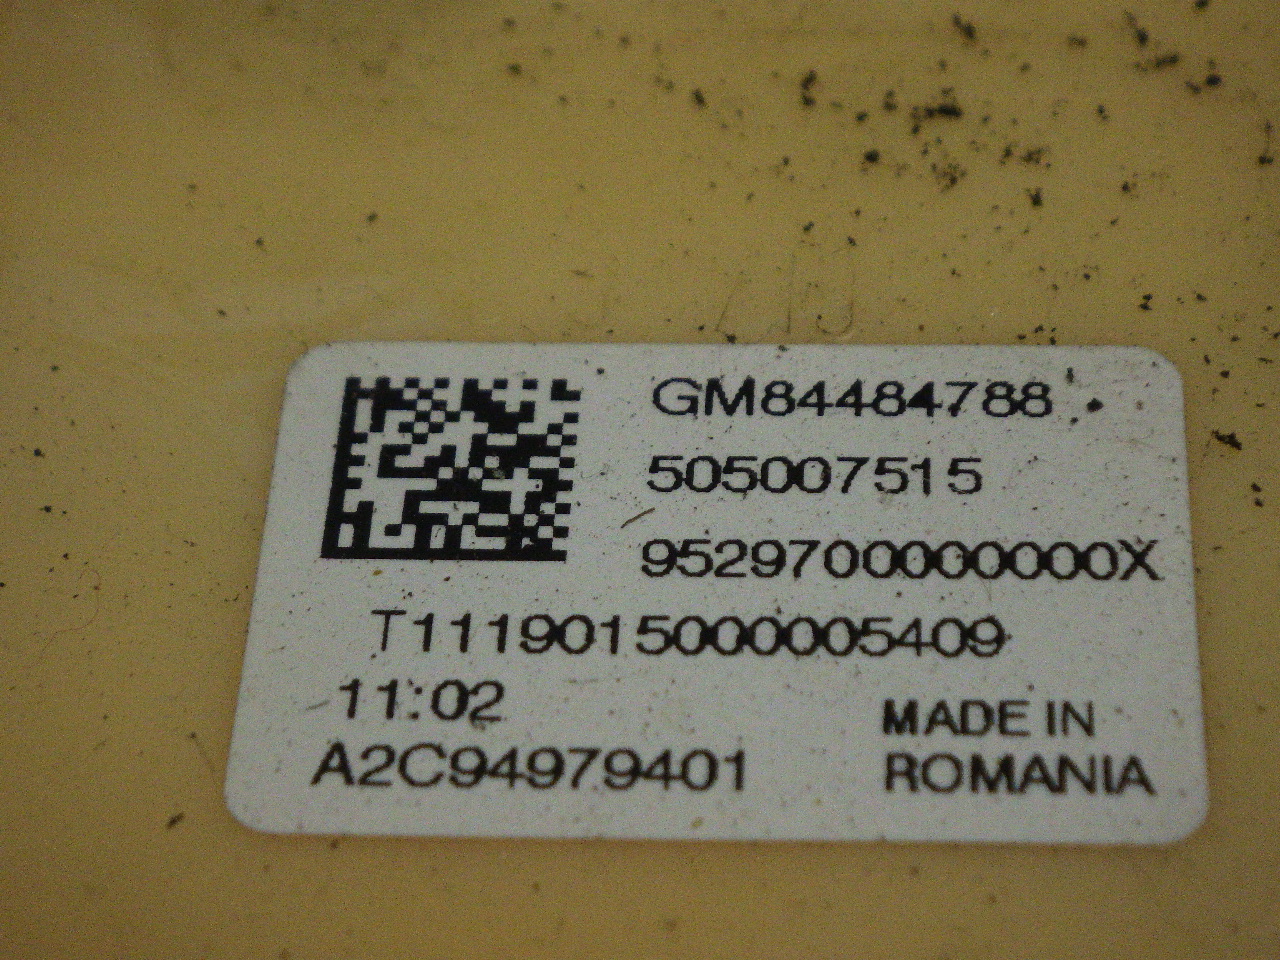 GM84484788
505007515
9529700000000X
T1119015000005409
11:02
A2C94979401
MADE IN
ROMANIA